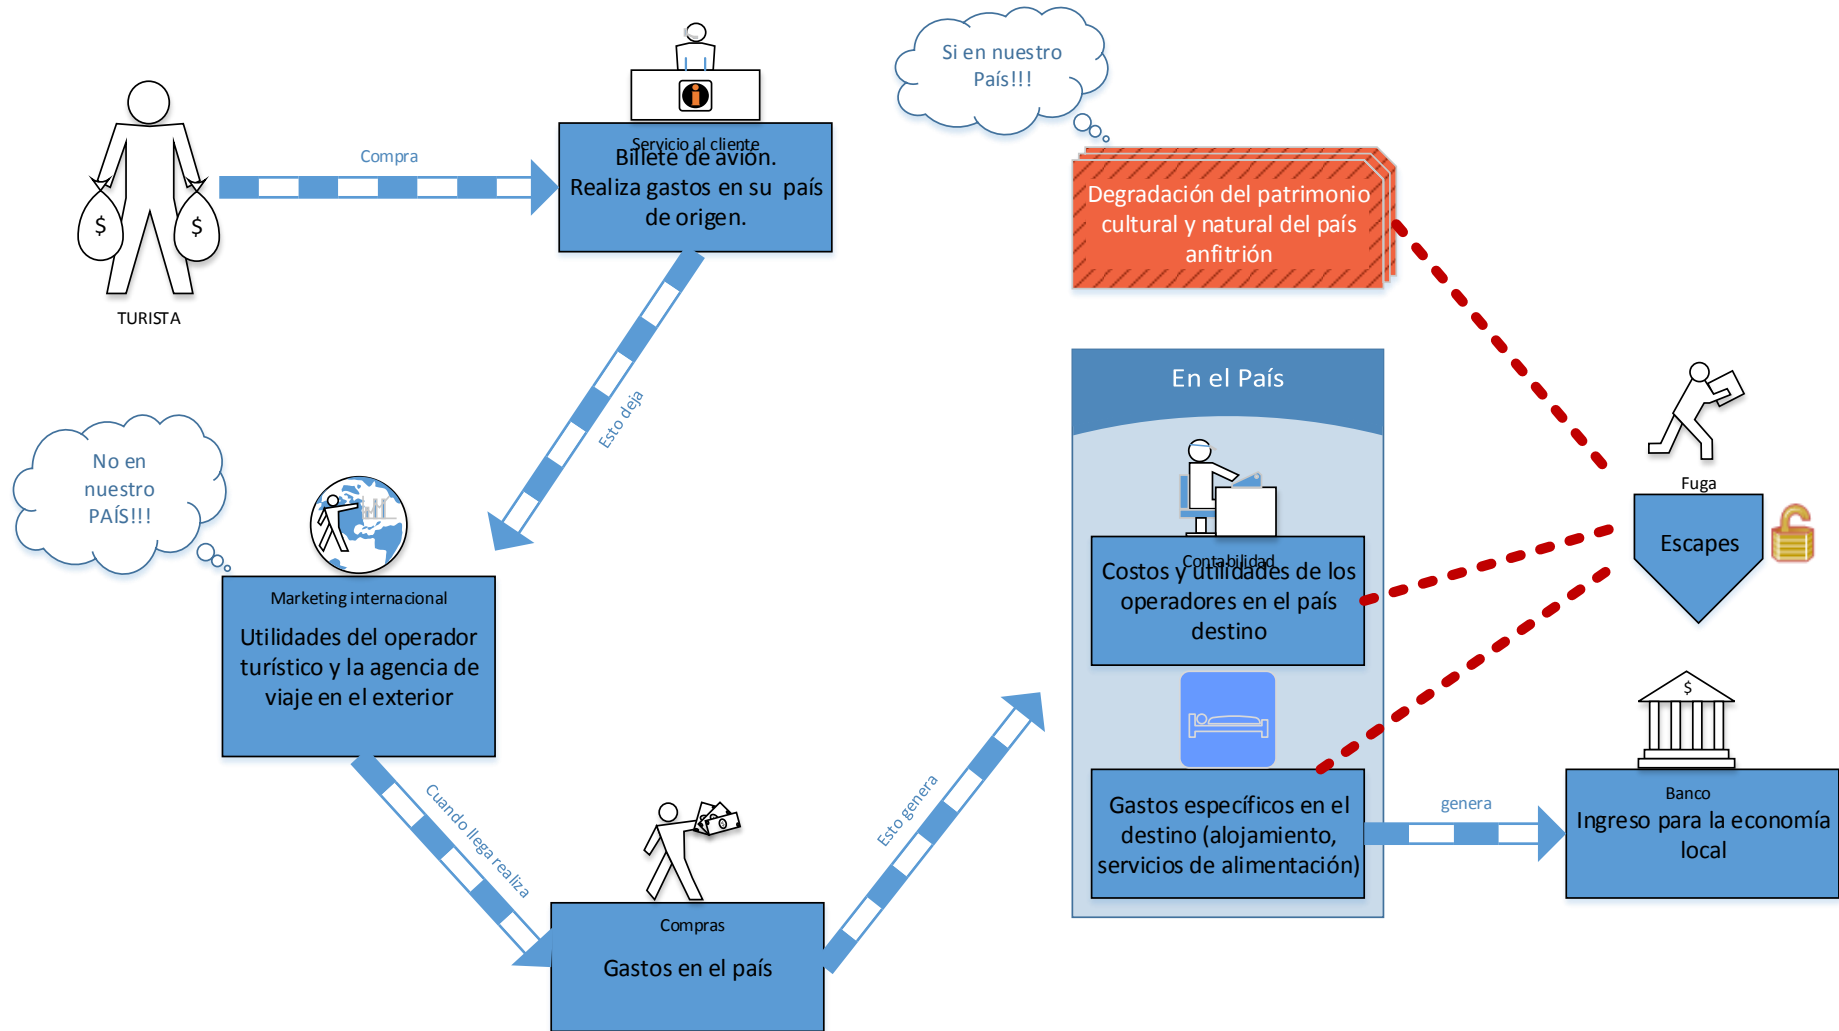 $
$
TURISTA
Compra
Servicio al cliente
Billete de avión.
Realiza gastos en su país
de origen.
Esto deja
No en
nuestro
PAÍS!!!
Marketing internacional
Utilidades del operador
turístico y la agencia de
viaje en el exterior
Cuando llega realiza
Compras
Gastos en el país
Esto genera
Si en nuestro
País!!!
Degradación del patrimonio
cultural y natural del país
anfitrión
En el País
Contabilidad
Costos y utilidades de los
operadores en el país
destino
Gastos específicos en el
destino (alojamiento,
servicios de alimentación)
genera
Fuga
Escapes
$
Banco
Ingreso para la economía
local